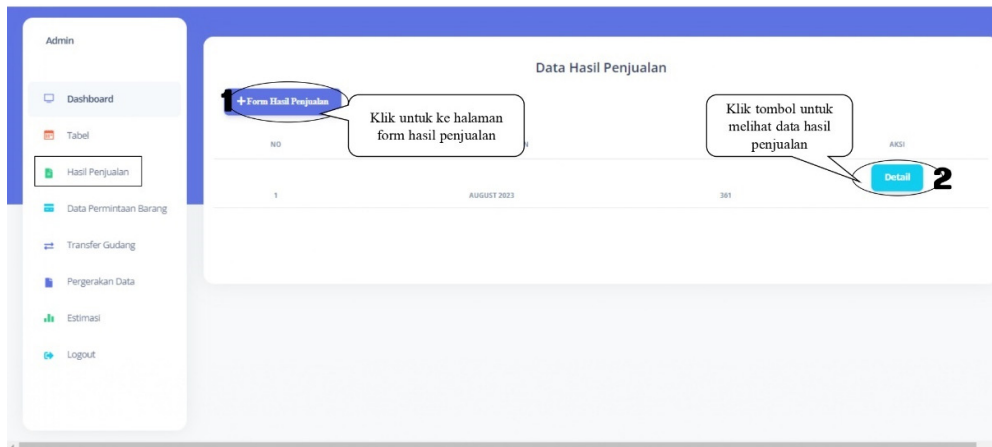 Admin
Dashboard
Tabel
Hasil Penjualan
Data Permintaan Barang
Transfer Gudang
Pergerakan Data
Estimasi
Logout
Data Hasil Penjualan
1
+Form Hasil Penjualan
Klik untuk ke halaman
form hasil penjualan
Klik tombol untuk
melihat data hasil
penjualan
NO
AKSI
1
AUGUST 2023
361
Detail
2